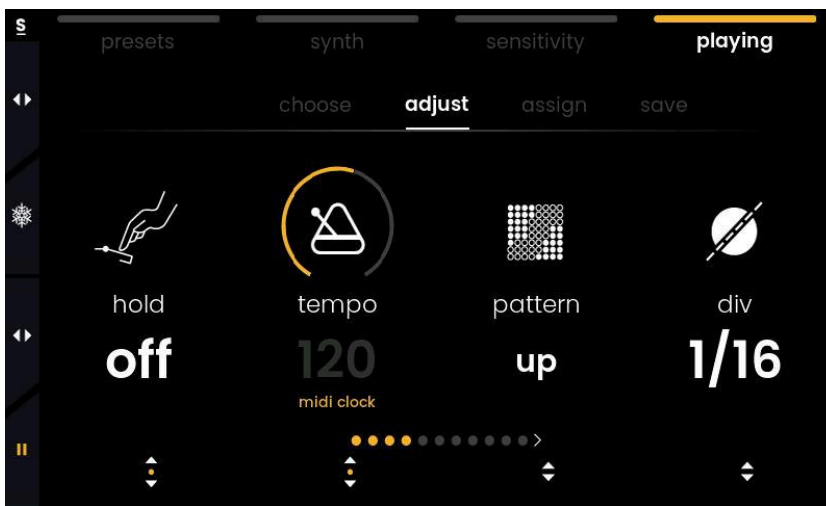 S
presets synth sensitivity playing
choose adjust assign save
hold tempo pattern div
off 120 up 1/16
midi clock